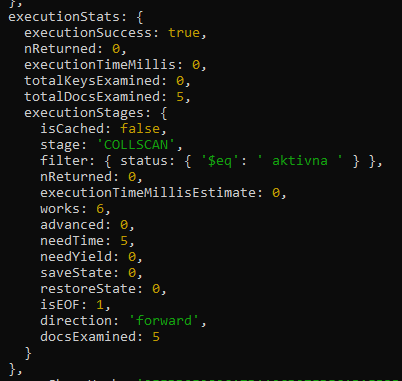 },
executionStats: {
executionSuccess: true,
nReturned: 0,
executionTimeMillis: 0,
totalKeysExamined: 0,
totalDocsExamined: 5,
executionStages: {
isCached: false,
stage: 'COLLSCAN',
filter: { status: { '$eq': ' aktivna ' } },
nReturned: 0,
executionTimeMillisEstimate: 0,
works: 6,
advanced: 0,
needTime: 5,
needYield: 0,
saveState: 0,
restoreState: 0,
isEOF: 1,
direction: 'forward',
docsExamined: 5
}
},